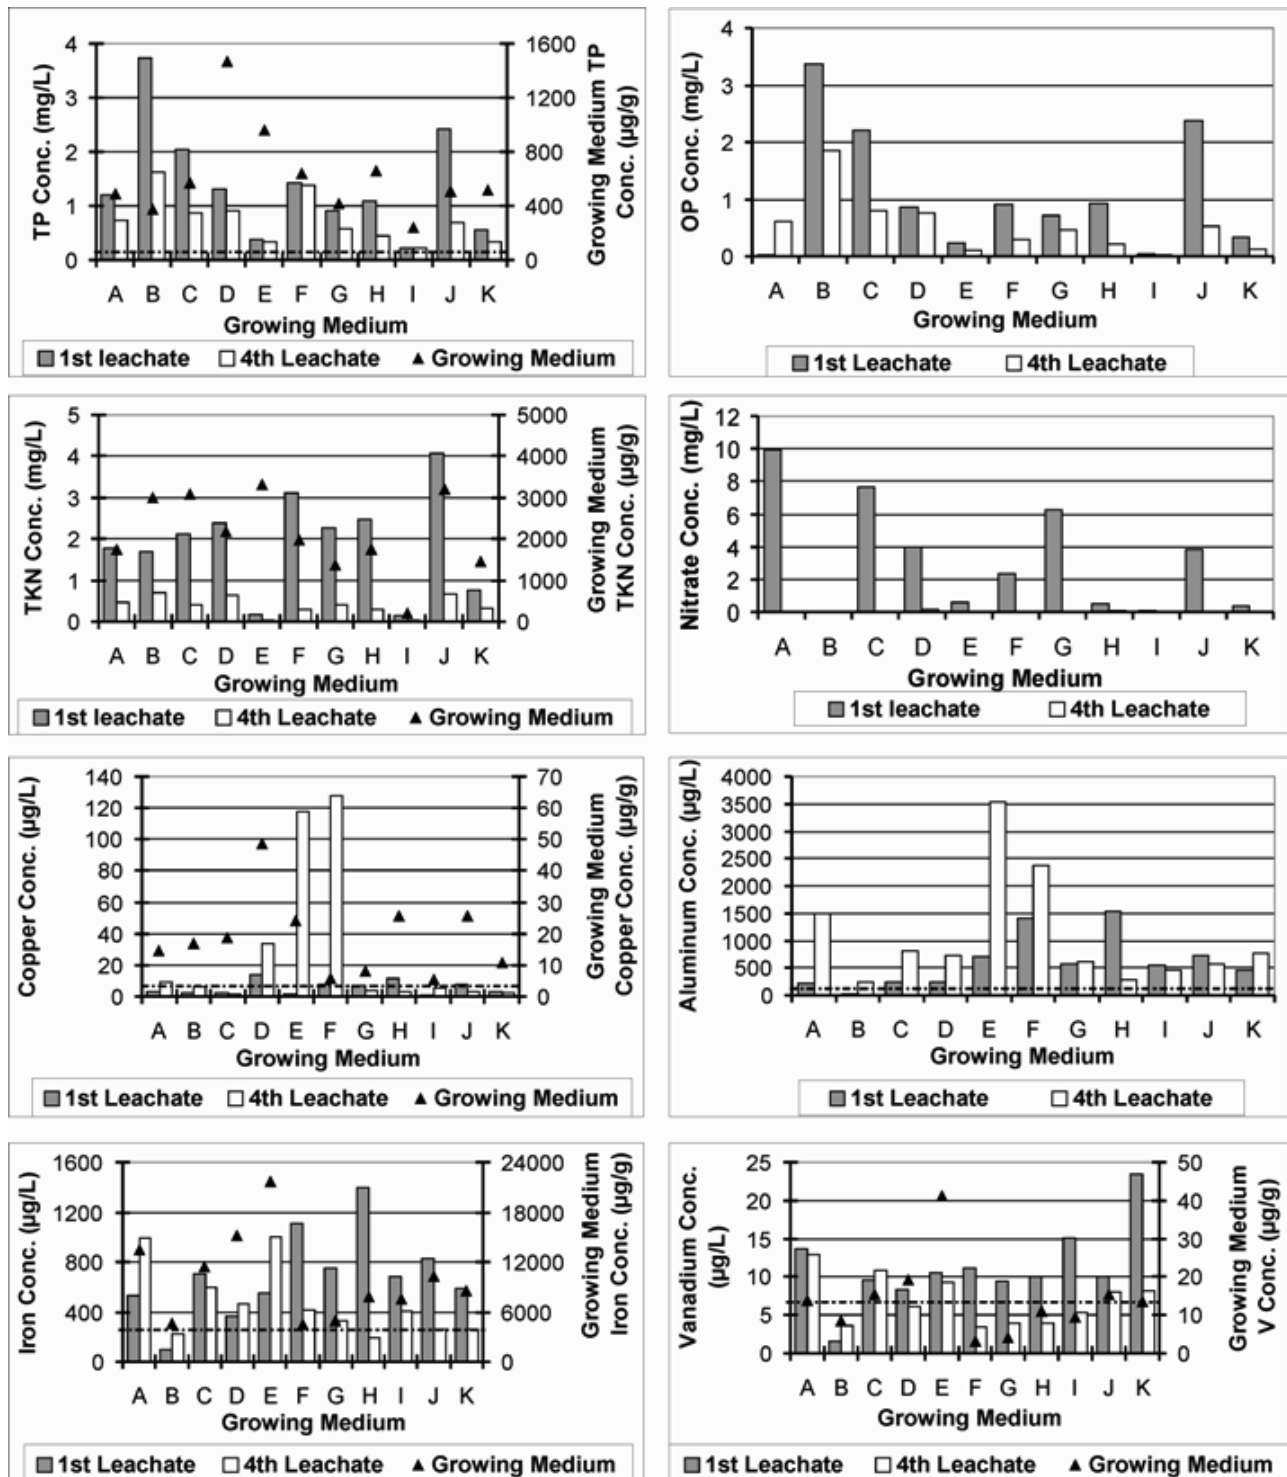 TP Conc. (mg/L)
4
3
2
1
0
1600
1200
800
400
0
Growing Medium TP
Conc. (µg/g)
A B C D E F G H I J K
Growing Medium
1st leachate 4th Leachate Growing Medium
OP Conc. (mg/L)
4
3
2
1
0
A B C D E F G H I J K
Growing Medium
1st Leachate 4th Leachate
TKN Conc. (mg/L)
5
4
3
2
1
0
5000
4000
3000
2000
1000
0
Growing Medium
TKN Conc. (µg/g)
A B C D E F G H I J K
Growing Medium
1st leachate 4th Leachate Growing Medium
Nitrate Conc. (mg/L)
12
10
8
6
4
2
0
A B C D E F G H I J K
Growing Medium
1st leachate 4th Leachate
Copper Conc. (µg/L)
140
120
100
80
60
40
20
0
70
60
50
40
30
20
10
0
Growing Medium
Copper Conc. (µg/g)
A B C D E F G H I J K
Growing Medium
1st Leachate 4th Leachate Growing Medium
Aluminum Conc. (µg/L)
4000
3500
3000
2500
2000
1500
1000
500
0
A B C D E F G H I J K
Growing Medium
1st Leachate 4th Leachate
Iron Conc. (µg/L)
1600
1200
800
400
0
24000
18000
12000
6000
0
Growing Medium
Iron Conc. (µg/g)
A B C D E F G H I J K
Growing Medium
1st Leachate 4th Leachate Growing Medium
Vanadium Conc.
(µg/L)
25
20
15
10
5
0
50
40
30
20
10
0
Growing Medium
V Conc. (µg/g)
A B C D E F G H I J K
Growing Medium
1st Leachate 4th Leachate Growing Medium